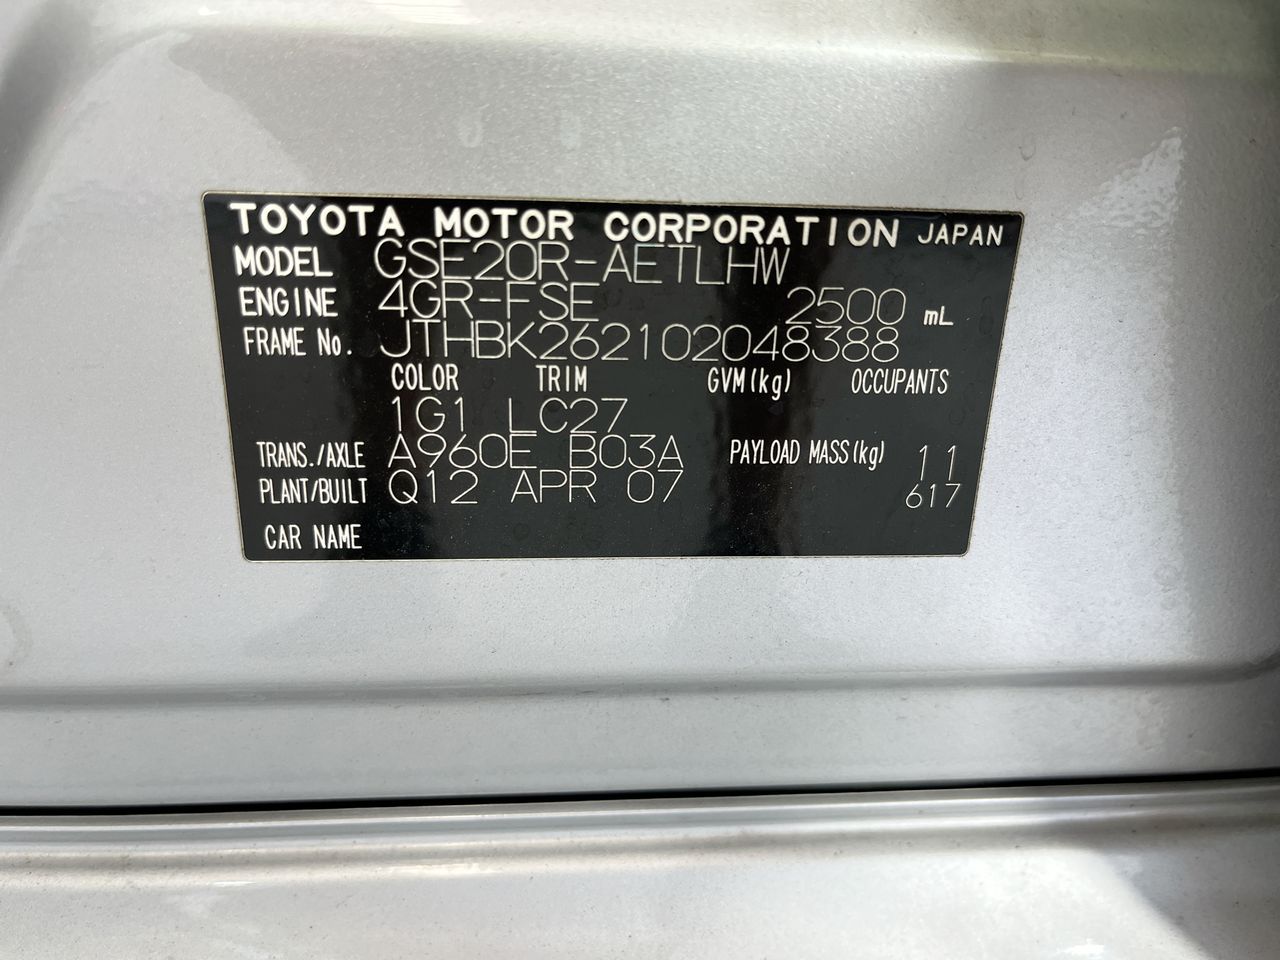 TOYOTA MOTOR CORPORATION JAPAN
MODEL GSE20R-AETLHW
ENGINE 4GR-FSE 2500 mL
FRAME No. JTHBK262102048388
COLOR TRIM GVM(kg) OCCUPANTS
1G1 LC27
TRANS./AXLE A960E B03A PAYLOAD MASS(kg) 11
PLANT/BUILT Q12 APR 07 617
CAR NAME